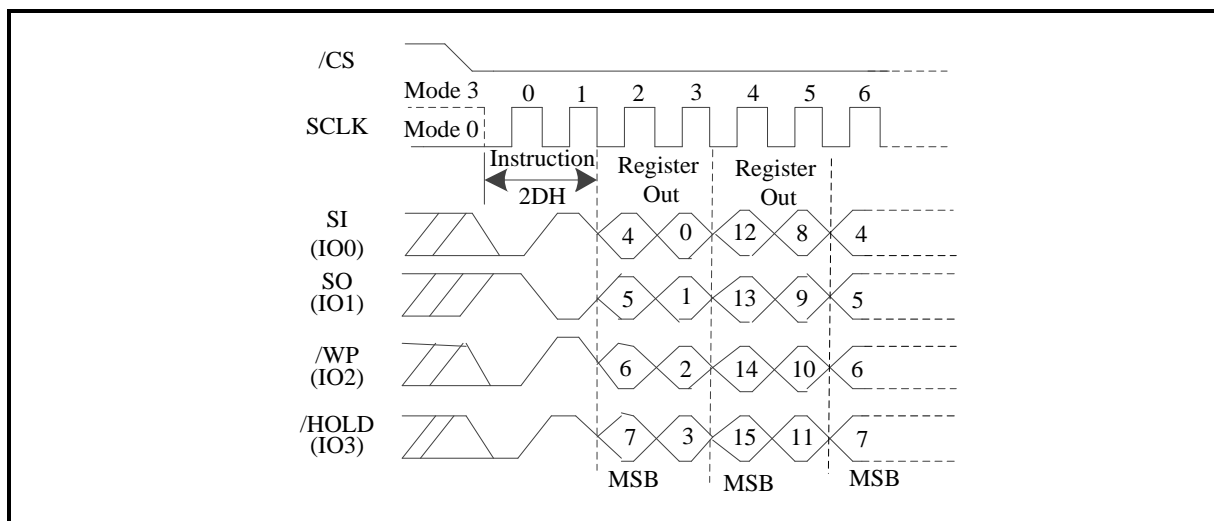 /CS
Mode 3 0 1 2 3 4 5 6
SCLK Mode 0
Instruction Register Register
2DH Out Out
SI 4 0 12 8 4
(IO0)
SO 5 1 13 9 5
(IO1)
/WP 6 2 14 10 6
(IO2)
/HOLD 7 3 15 11 7
(IO3)
MSB MSB MSB